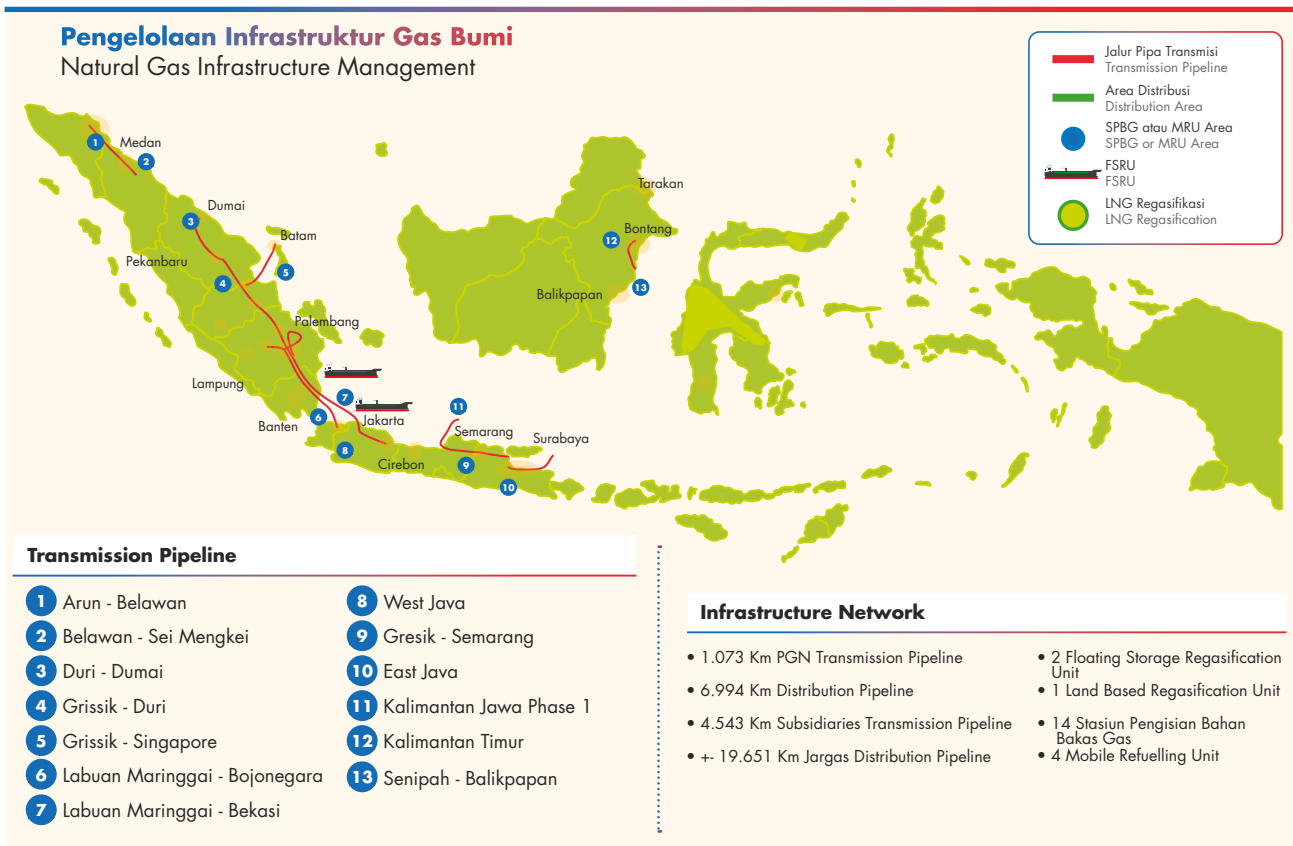 Pengelolaan Infrastruktur Gas Bumi
Natural Gas Infrastructure Management
Jalur Pipa Transmisi
Transmission Pipeline
Area Distribusi
Distribution Area
SPBG atau MRU Area
SPBG or MRU Area
FSRU
FSRU
LNG Regasifikasi
LNG Regasification
1
Medan
2
Dumai
3
Batam
Pekanbaru
4
5
Palembang
Lampung
Banten
6
7
Jakarta
8
Cirebon
11
Semarang
9
Surabaya
10
Tarakan
12
Bontang
Balikpapan
13
Transmission Pipeline
1 Arun - Belawan
2 Belawan - Sei Mengkei
3 Duri - Dumai
4 Grissik - Duri
5 Grissik - Singapore
6 Labuan Maringgai - Bojonegara
7 Labuan Maringgai - Bekasi
8 West Java
9 Gresik - Semarang
10 East Java
11 Kalimantan Jawa Phase 1
12 Kalimantan Timur
13 Senipah - Balikpapan
Infrastructure Network
• 1.073 Km PGN Transmission Pipeline
• 6.994 Km Distribution Pipeline
• 4.543 Km Subsidiaries Transmission Pipeline
• +- 19.651 Km Jargas Distribution Pipeline
• 2 Floating Storage Regasification
Unit
• 1 Land Based Regasification Unit
• 14 Stasiun Pengisian Bahan
Bakas Gas
• 4 Mobile Refuelling Unit